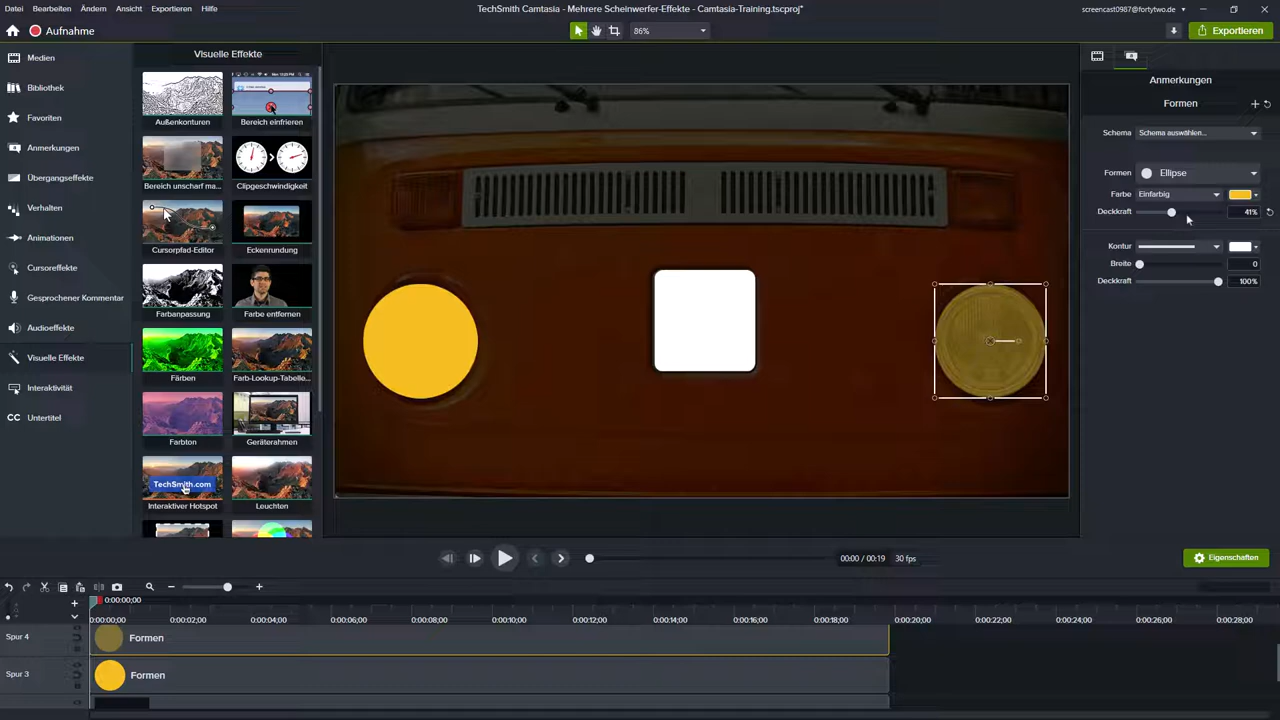 Datei Bearbeiten Ändern Ansicht Exportieren Hilfe
TechSmith Camtasia - Mehrere Scheinwerfer-Effekte - Camtasia-Training.tscproj*
screencast0987@fortytwo.de
Aufnahme
86%
Exportieren
Medien
Bibliothek
Favoriten
Anmerkungen
Übergangseffekte
Verhalten
Animationen
Cursoreffekte
Gesprochener Kommentar
Audioeffekte
Visuelle Effekte
Interaktivität
CC Untertitel
Visuelle Effekte
Außenkonturen
Bereich einfrieren
Bereich unscharf ma...
Clipgeschwindigkeit
Cursorpfad-Editor
Eckenrundung
Farbanpassung
Farbe entfernen
Färben
Farb-Lookup-Tabelle...
Farbton
Geräterahmen
TechSmith.com
Interaktiver Hotspot
Leuchten
Anmerkungen
Formen
Schema Schema auswählen...
Formen Ellipse
Farbe Einfarbig
Deckkraft 41%
Kontur
Breite 0
Deckkraft 100%
00:00 / 00:19 30 fps
Eigenschaften
0:00:00;00
0:00:00;00 0:00:02;00 0:00:04;00 0:00:06;00 0:00:08;00 0:00:10;00 0:00:12;00 0:00:14;00 0:00:16;00 0:00:18;00 0:00:20;00 0:00:22;00 0:00:24;00 0:00:26;00 0:00:28;00
Spur 4 Formen
Spur 3 Formen